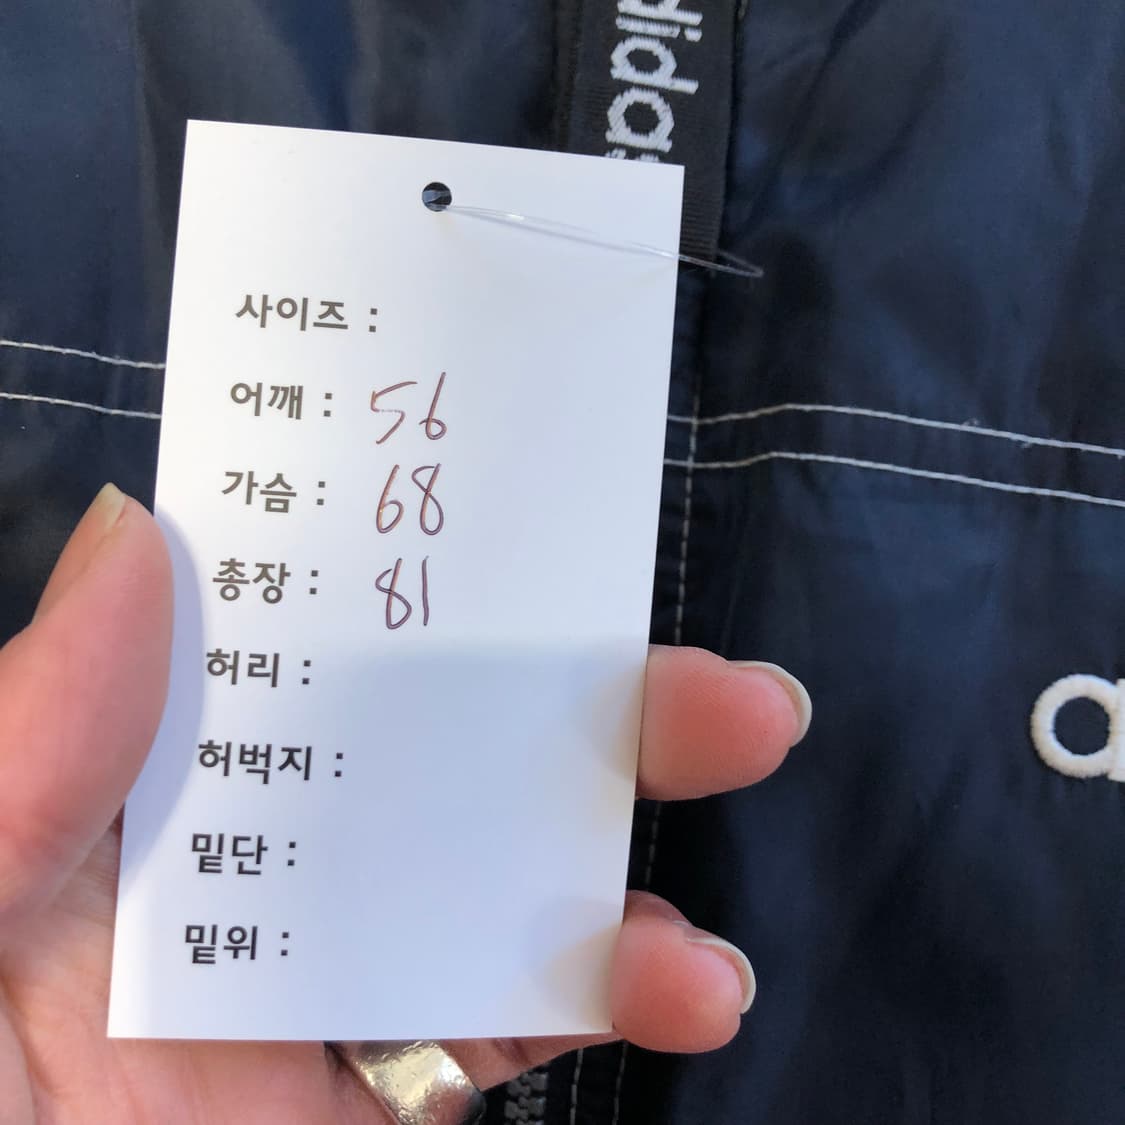 adidas
사이즈 :
어깨 : 56
가슴 : 68
총장 : 81
허리 :
허벅지 :
밑단 :
밑위 :